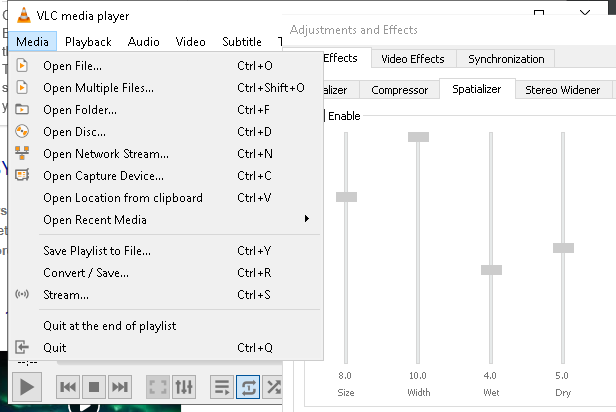 VLC media player
Media Playback Audio Video Subtitle T
Open File... Ctrl+O
Open Multiple Files... Ctrl+Shift+O
Open Folder... Ctrl+F
Open Disc... Ctrl+D
Open Network Stream... Ctrl+N
Open Capture Device... Ctrl+C
Open Location from clipboard Ctrl+V
Open Recent Media
Save Playlist to File... Ctrl+Y
Convert / Save... Ctrl+R
Stream... Ctrl+S
Quit at the end of playlist
Quit Ctrl+Q
Adjustments and Effects
Effects Video Effects Synchronization
alizer Compressor Spatializer Stereo Widener
Enable
8.0 10.0 4.0 5.0
Size Width Wet Dry